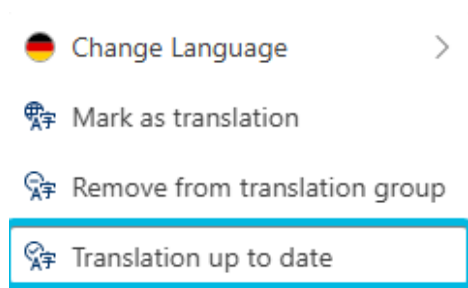 Change Language
Mark as translation
Remove from translation group
Translation up to date